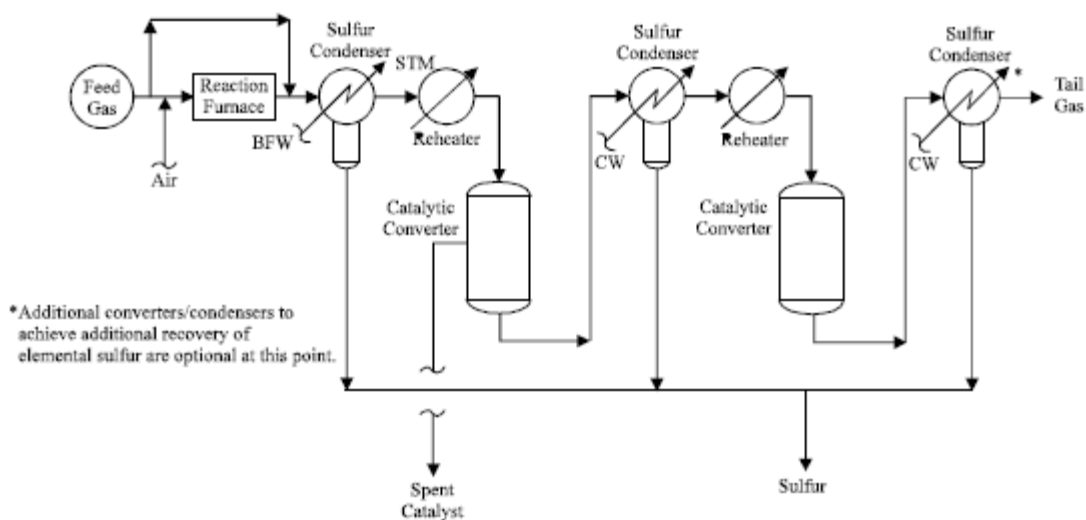 Sulfur
Condenser
STM
Feed
Gas
Reaction
Furnace
Air
BFW
Reheater
Catalytic
Converter
Sulfur
Condenser
CW
Reheater
Catalytic
Converter
Sulfur
Condenser
*
CW
Tail
Gas
*Additional converters/condensers to
achieve additional recovery of
elemental sulfur are optional at this point.
Spent
Catalyst
Sulfur